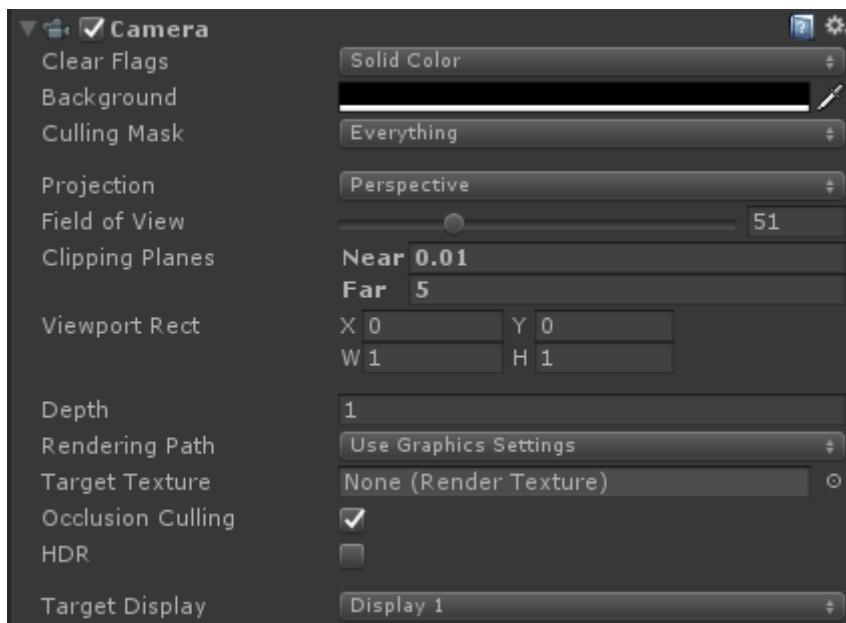 Camera
Clear Flags Solid Color
Background
Culling Mask Everything
Projection Perspective
Field of View 51
Clipping Planes Near 0.01
Far 5
Viewport Rect X 0 Y 0
W 1 H 1
Depth 1
Rendering Path Use Graphics Settings
Target Texture None (Render Texture)
Occlusion Culling
HDR
Target Display Display 1